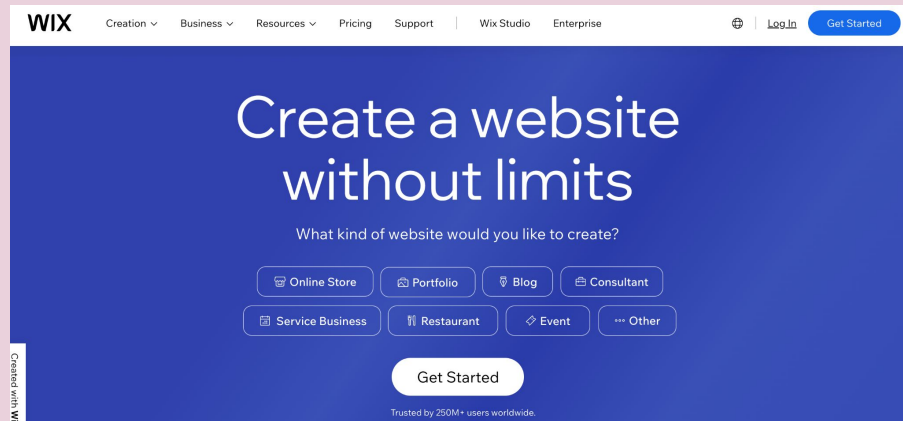 WIX Creation Business Resources Pricing Support Wix Studio Enterprise Log In Get Started
Create a website
without limits
What kind of website would you like to create?
Online Store Portfolio Blog Consultant
Service Business Restaurant Event Other
Get Started
Trusted by 250M+ users worldwide.
Created with